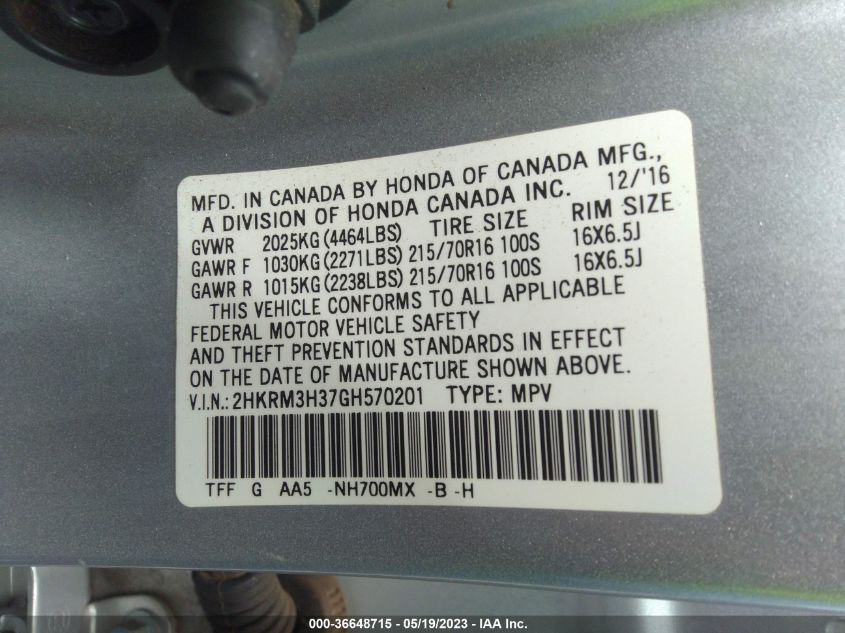 MFD. IN CANADA BY HONDA OF CANADA MFG.,
A DIVISION OF HONDA CANADA INC. 12/'16
GVWR 2025KG(4464LBS) TIRE SIZE RIM SIZE
GAWR F 1030KG(2271LBS) 215/70R16 100S 16X6.5J
GAWR R 1015KG(2238LBS) 215/70R16 100S 16X6.5J
THIS VEHICLE CONFORMS TO ALL APPLICABLE
FEDERAL MOTOR VEHICLE SAFETY
AND THEFT PREVENTION STANDARDS IN EFFECT
ON THE DATE OF MANUFACTURE SHOWN ABOVE.
V.I.N.: 2HKRM3H37GH570201 TYPE: MPV
TFF G AA5 -NH700MX -B -H
000-36648715 - 05/19/2023 - IAA Inc.